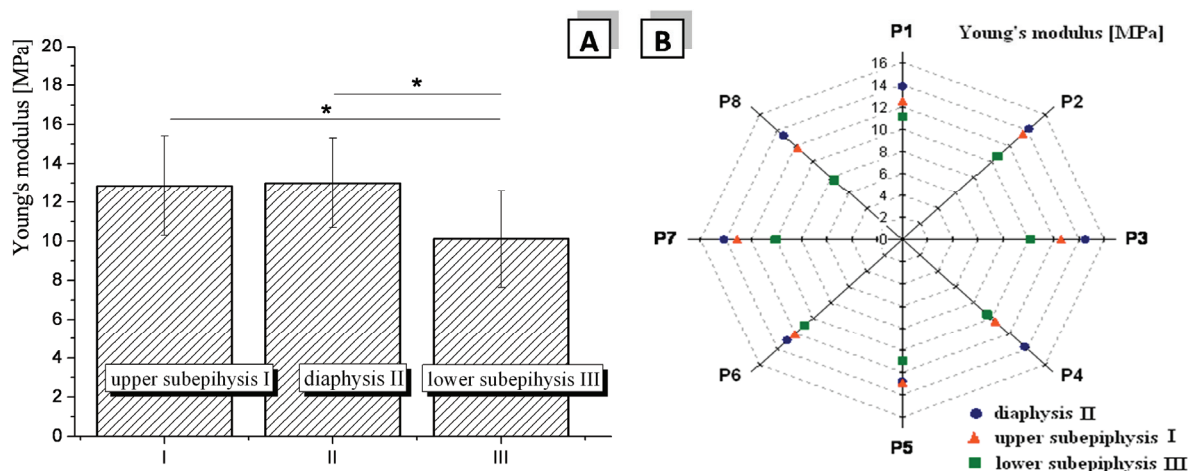 A
B
Young's modulus [MPa]
20
18
16
14
12
10
8
6
4
2
0
*
*
upper subepihysis I
diaphysis II
lower subepihysis III
I
II
III
Young's modulus [MPa]
P1
P2
P3
P4
P5
P6
P7
P8
16
14
12
10
8
6
4
2
0
diaphysis II
upper subepiphysis I
lower subepiphysis III